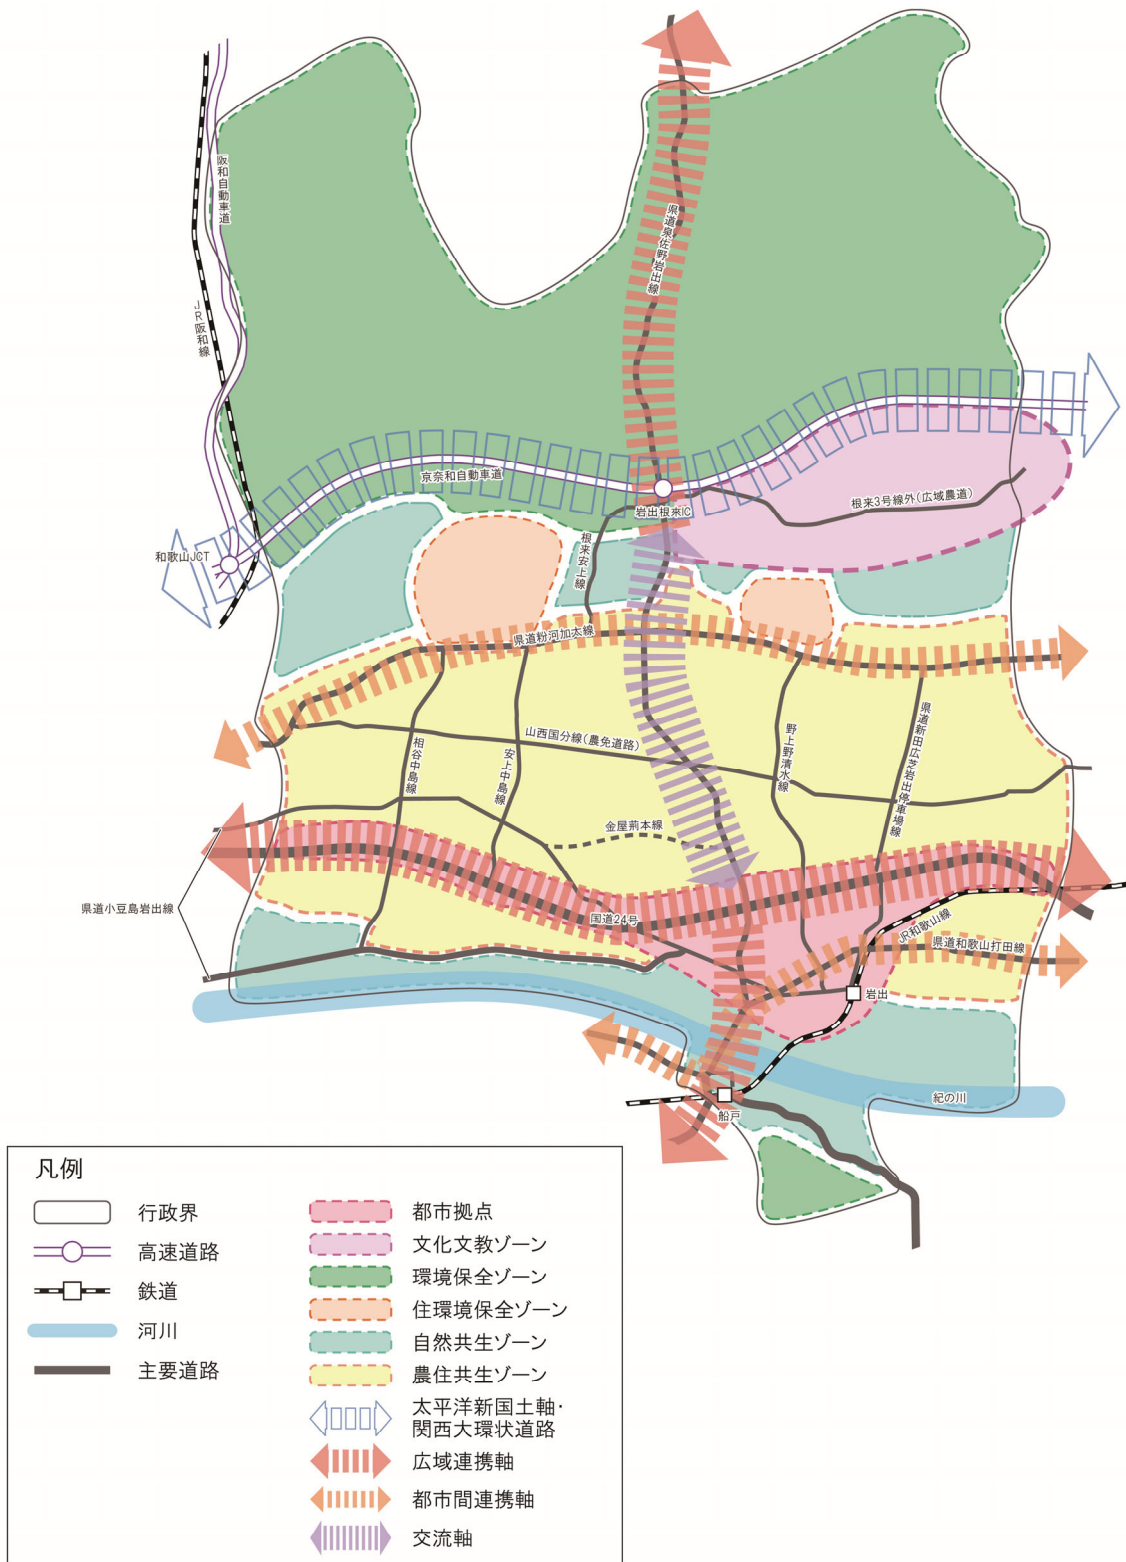 阪和自動車道
県道泉佐野岩出線
JR阪和線
京奈和自動車道
根来3号線外(広域農道)
岩出根来IC
和歌山JCT
根来安上線
県道粉河加太線
県道新田広芝岩出停車場線
野上野清水線
山西国分線(農免道路)
相谷中島線
安上中島線
金屋荊本線
県道小豆島岩出線
国道24号
JR和歌山線
県道和歌山打田線
岩出
紀の川
船戸
凡例
行政界
高速道路
鉄道
河川
主要道路
都市拠点
文化文教ゾーン
環境保全ゾーン
住環境保全ゾーン
自然共生ゾーン
農住共生ゾーン
太平洋新国土軸・
関西大環状道路
広域連携軸
都市間連携軸
交流軸